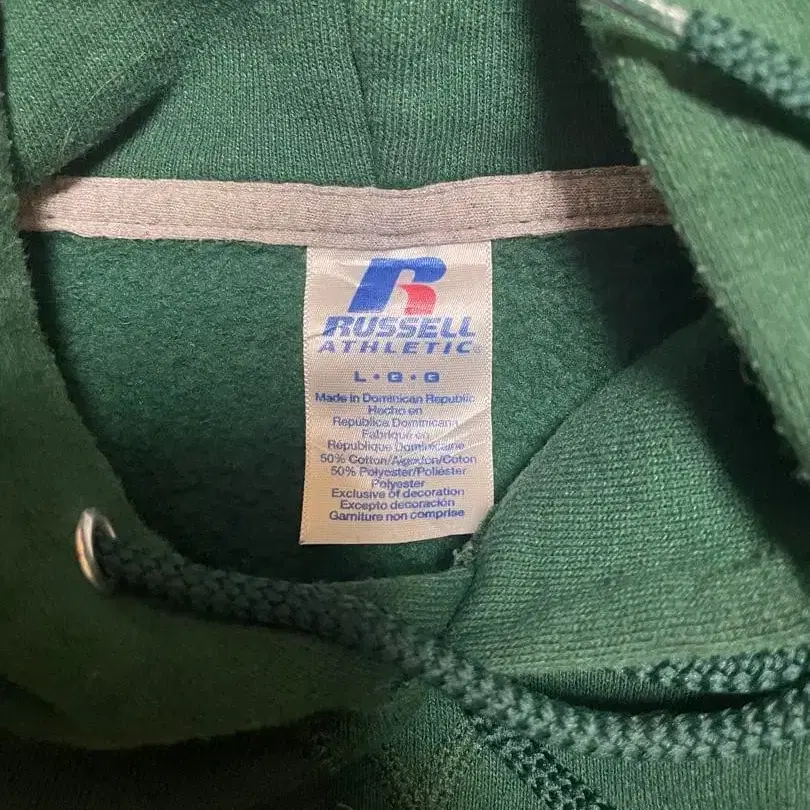 R
RUSSELL
ATHLETIC®
L • G • G
Made in Dominican Republic
Hecho en
República Dominicana
Fabriqué en
République Dominicaine
50% Cotton/Algodon/Coton
50% Polyester/Poliéster
Polyester
Exclusive of decoration
Excepto decoración
Garniture non comprise